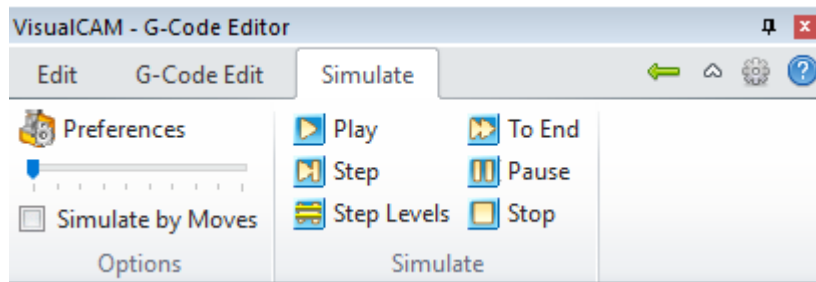 VisualCAM - G-Code Editor
Edit G-Code Edit Simulate
Preferences
Simulate by Moves
Options
Play
Step
Step Levels
To End
Pause
Stop
Simulate